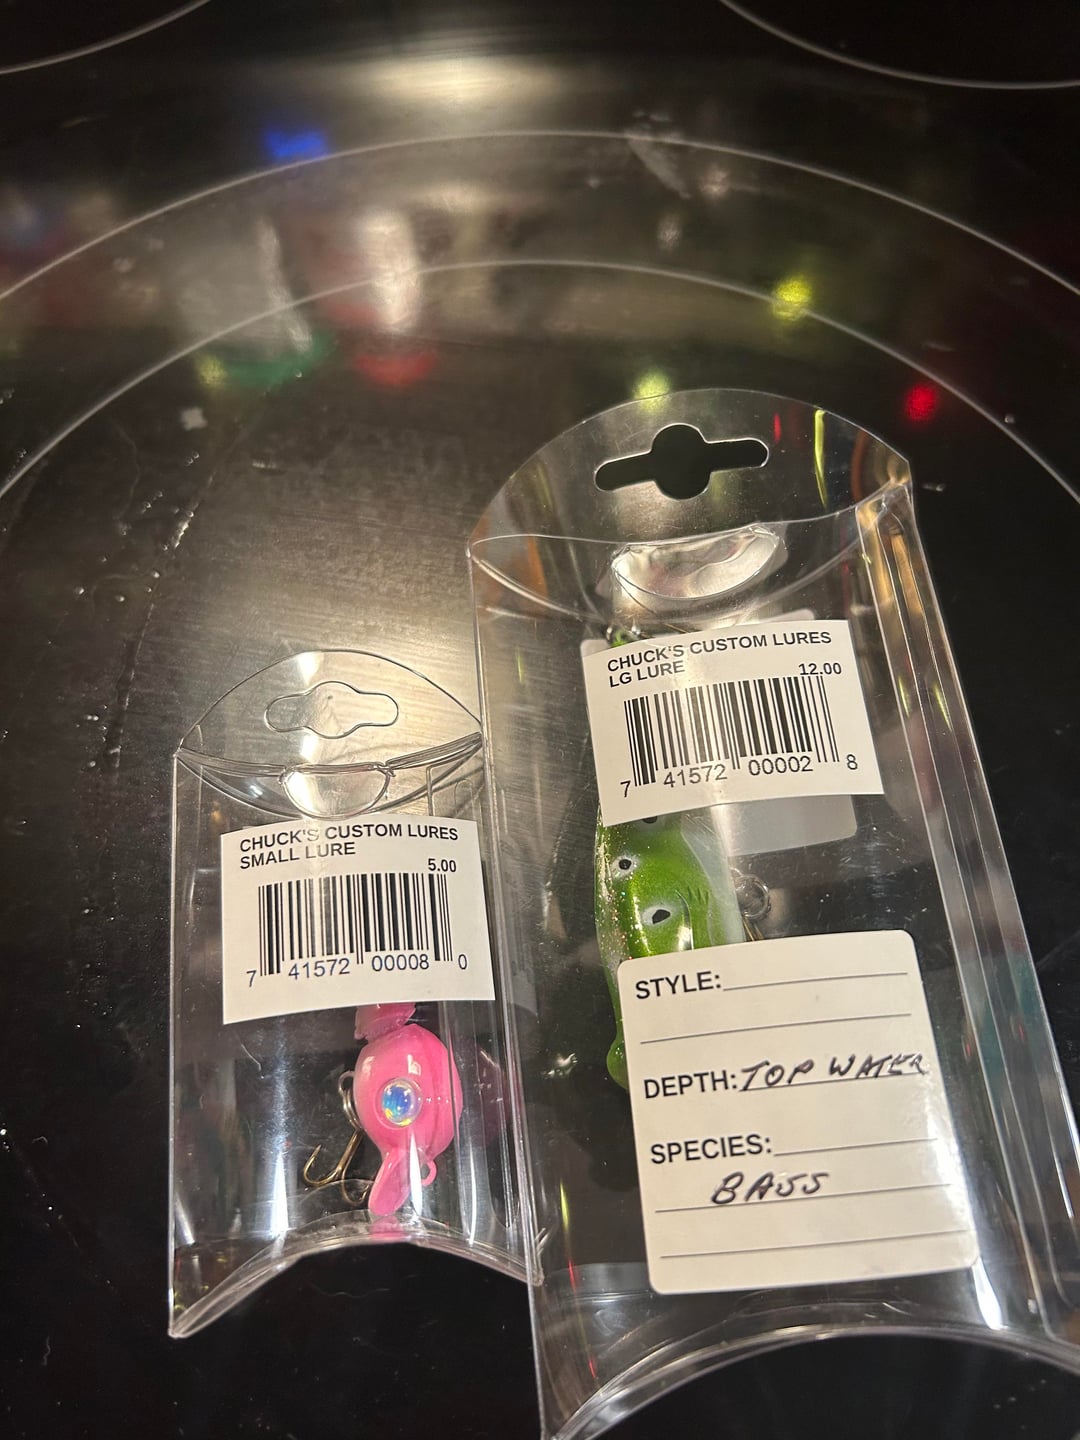 CHUCK'S CUSTOM LURES
SMALL LURE
5.00
7 41572 00008 0
CHUCK'S CUSTOM LURES
LG LURE
12.00
7 41572 00002 8
STYLE:
DEPTH: TOP WATER
SPECIES:
BASS